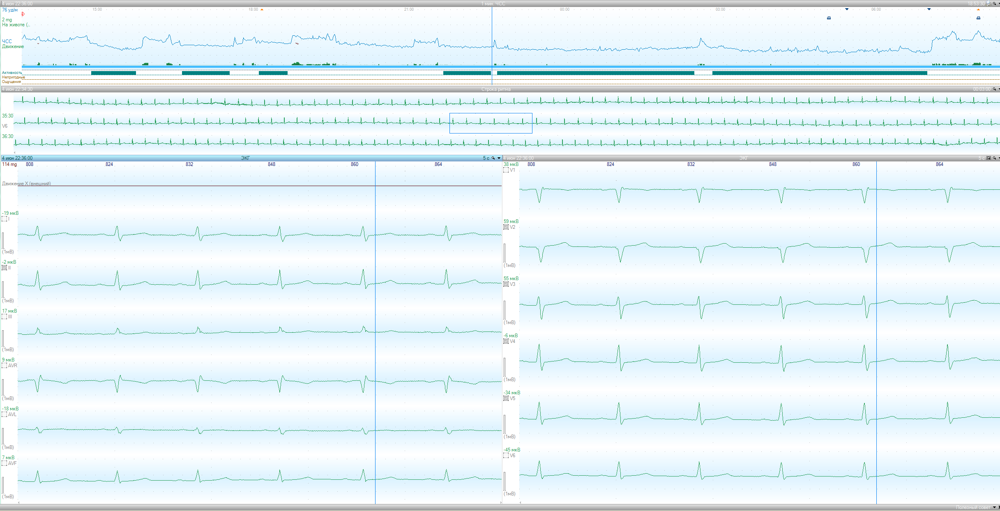 4 июн 22:36:00 1 мин. ЧСС 18:53:30
76 уд/м 15:00 18:00 21:00 00:00 03:00 06:00
2 mg
На животе (...
ЧСС
Движение
Активность
Непригодные
Ощущения
4 июн 22:34:30 Строка ритма 00:03:00
35:30
V6
36:30
4 июн 22:36:00 ЭКГ 5 с
114 mg 808 824 832 848 860 864
Движение X (внешний)
-19 мкВ
I
(1мВ)
-2 мкВ
II
(1мВ)
17 мкВ
III
(1мВ)
9 мкВ
AVR
(1мВ)
-18 мкВ
AVL
(1мВ)
7 мкВ
AVF
(1мВ)
4 июн 22:36:00 ЭКГ 5 с
38 мкВ 808 824 832 848 860 864
V1
59 мкВ
V2
(1мВ)
55 мкВ
V3
(1мВ)
-6 мкВ
V4
(1мВ)
-34 мкВ
V5
(1мВ)
-45 мкВ
V6
(1мВ)
Полезный совет